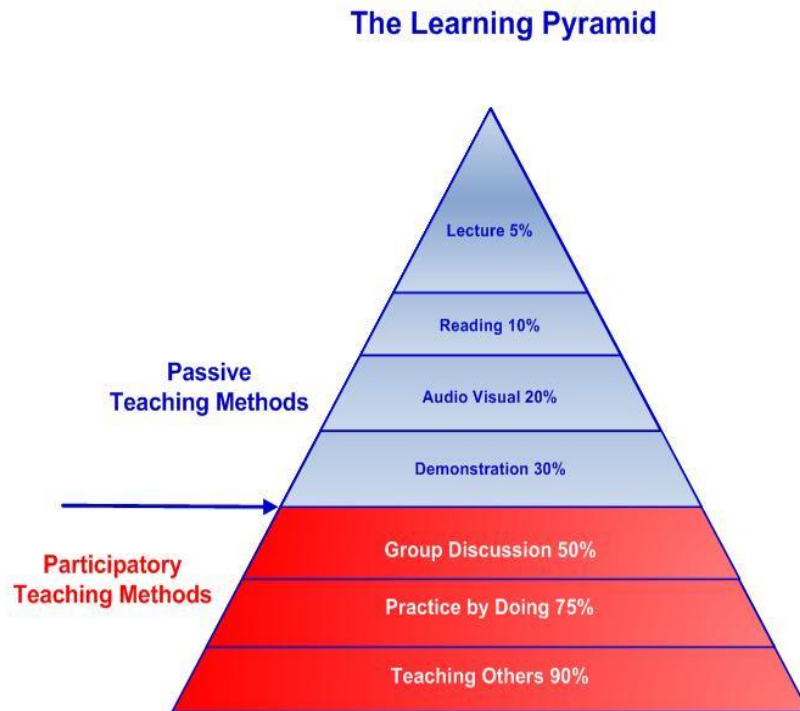 The Learning Pyramid
Lecture 5%
Reading 10%
Passive
Teaching Methods
Audio Visual 20%
Demonstration 30%
Participatory
Teaching Methods
Group Discussion 50%
Practice by Doing 75%
Teaching Others 90%